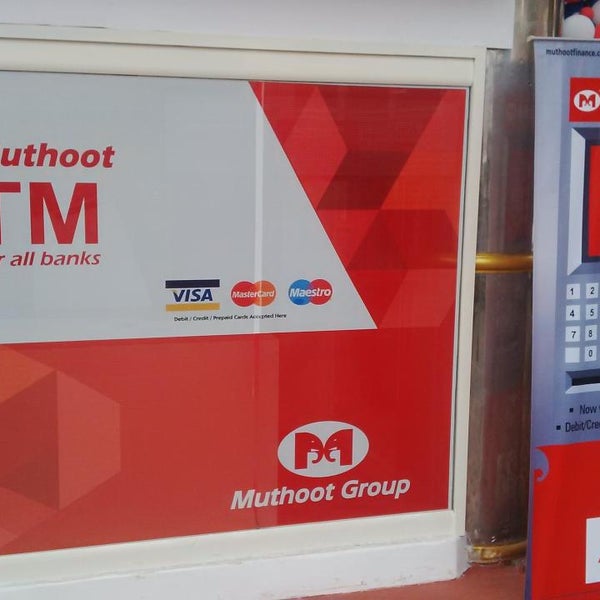 uthoot
TM
r all banks
VISA
MasterCard
Maestro
Debit / Credit / Prepaid Cards Accepted Here
Muthoot Group
muthootfinance.c
M
1 2
4 5
7 8
0
Now
Debit/Cre